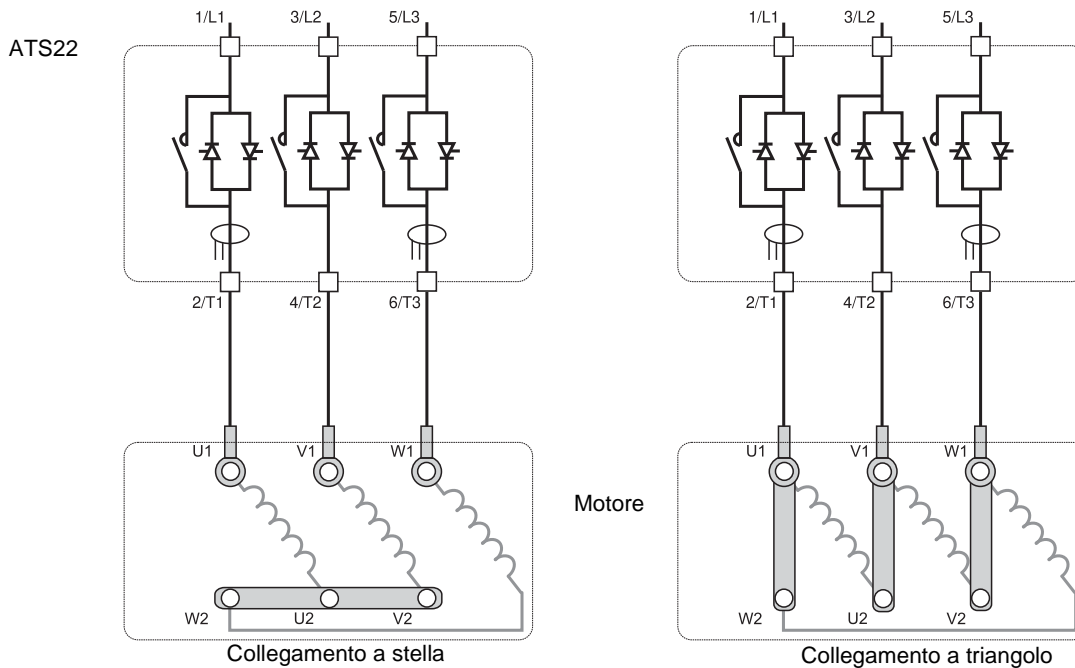 1/L1 3/L2 5/L3 1/L1 3/L2 5/L3
ATS22
2/T1 4/T2 6/T3 2/T1 4/T2 6/T3
U1 V1 W1 U1 V1 W1
Motore
W2 U2 V2 W2 U2 V2
Collegamento a stella Collegamento a triangolo